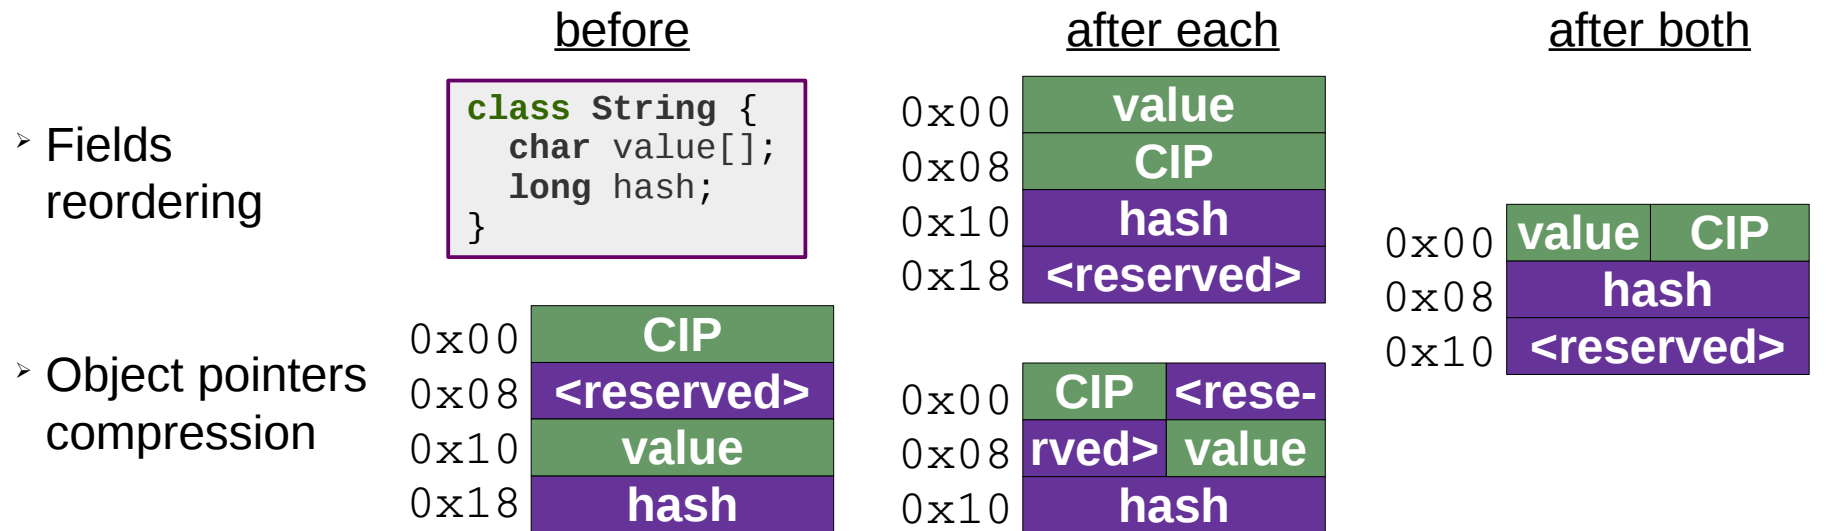 before
after each
after both
➢ Fields
reordering
class String {
char value[];
long hash;
}
0x00 value
0x08 CIP
0x10 hash
0x18 <reserved>
0x00 value CIP
0x08 hash
0x10 <reserved>
➢ Object pointers
compression
0x00 CIP
0x08 <reserved>
0x10 value
0x18 hash
0x00 CIP <rese-
0x08 rved> value
0x10 hash